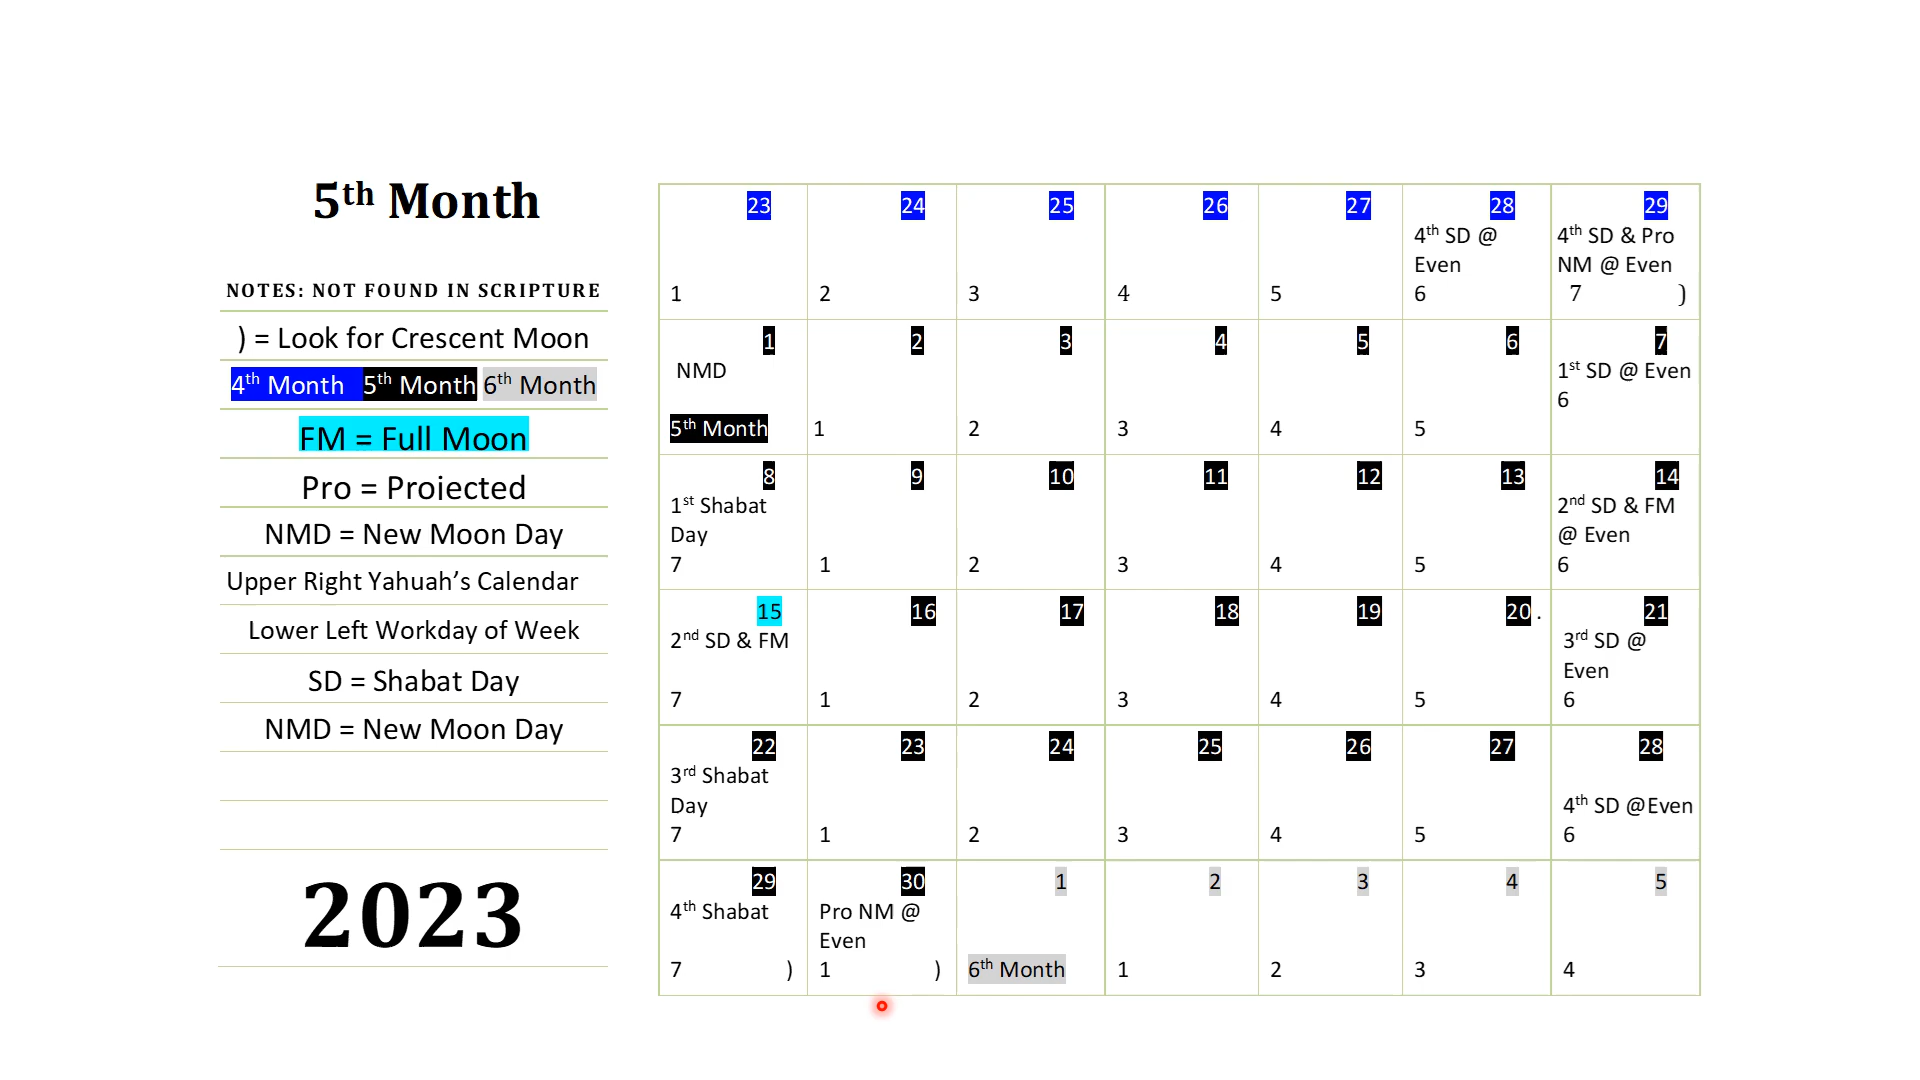 5th Month
NOTES: NOT FOUND IN SCRIPTURE
) = Look for Crescent Moon
4th Month 5th Month 6th Month
FM = Full Moon
Pro = Projected
NMD = New Moon Day
Upper Right Yahuah’s Calendar
Lower Left Workday of Week
SD = Shabat Day
NMD = New Moon Day
2023
23 24 25 26 27 28 29
4th SD @ 4th SD & Pro
Even NM @ Even
1 2 3 4 5 6 7 )
1 2 3 4 5 6 7
NMD 1st SD @ Even
6
5th Month 1 2 3 4 5
8 9 10 11 12 13 14
1st Shabat 2nd SD & FM
Day @ Even
7 1 2 3 4 5 6
15 16 17 18 19 20 . 21
2nd SD & FM 3rd SD @
Even
7 1 2 3 4 5 6
22 23 24 25 26 27 28
3rd Shabat
Day 4th SD @Even
7 1 2 3 4 5 6
29 30 1 2 3 4 5
4th Shabat Pro NM @
Even
7 ) 1 ) 6th Month 1 2 3 4